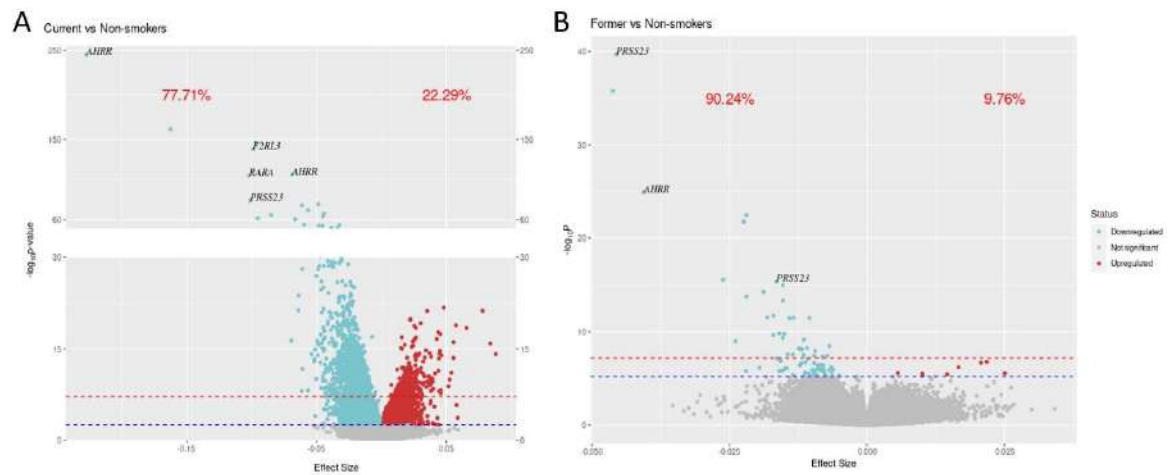 A
Current vs Non-smokers
250
AHRR
250
77.71%
22.29%
150
F2RL3
150
RARA
AHRR
PRSS23
60
60
-log10p-value
30
30
15
15
0
0
-0.15
-0.05
0.05
Effect Size
B
Former vs Non-smokers
40
PRSS23
90.24%
9.76%
30
AHRR
20
-log10P
PRSS23
10
0
-0.050
-0.025
0.000
0.025
Effect Size
Status
Downregulated
Not significant
Upregulized